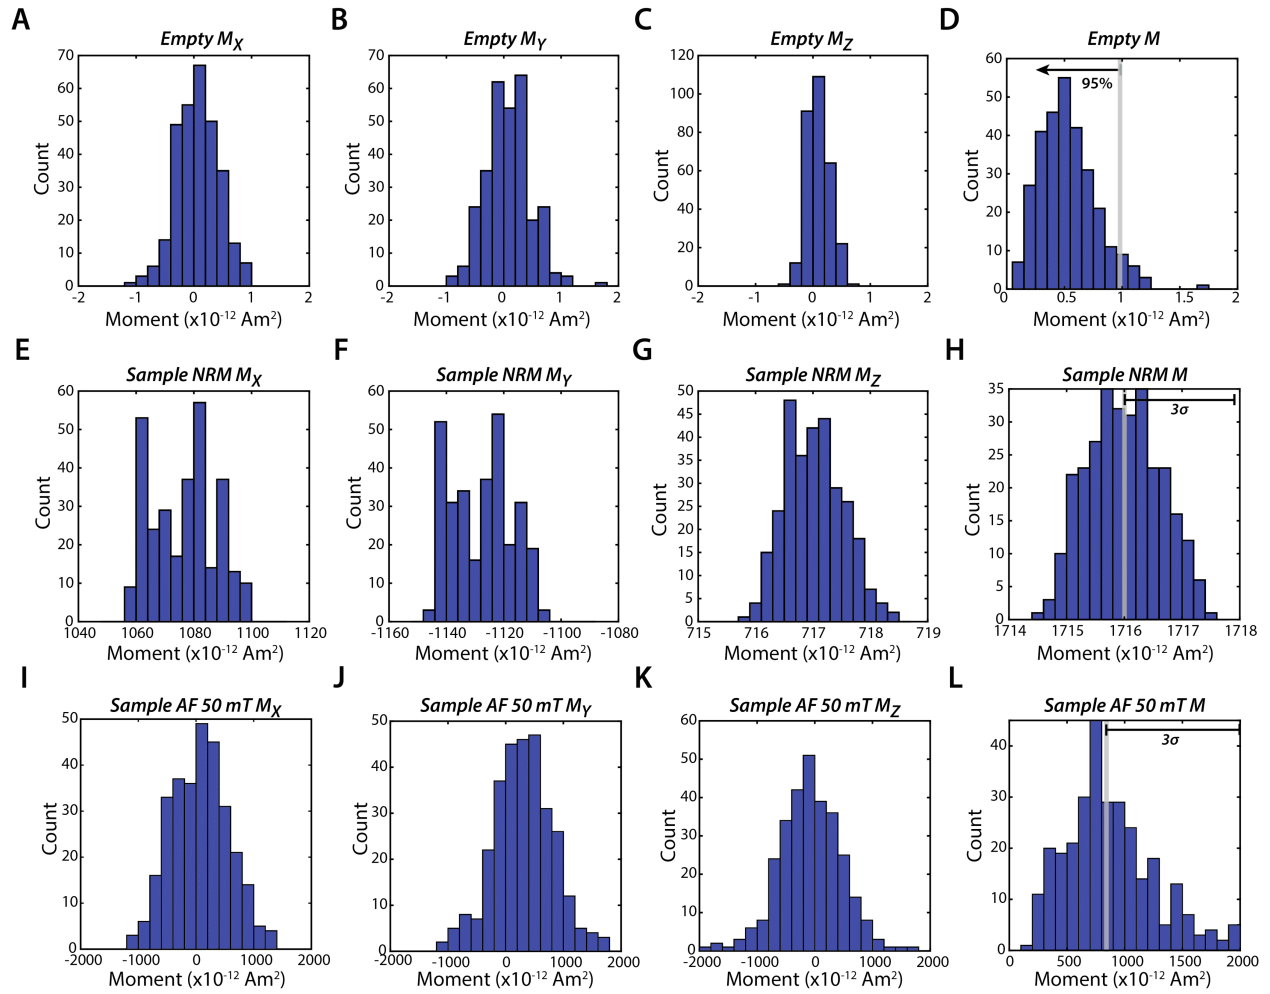 A
Empty MX
70
60
50
40
30
20
10
0
Count
-2 -1 0 1 2
Moment (x10-12 Am2)
B
Empty MY
70
60
50
40
30
20
10
0
Count
-2 -1 0 1 2
Moment (x10-12 Am2)
C
Empty MZ
120
100
80
60
40
20
0
Count
-2 -1 0 1 2
Moment (x10-12 Am2)
D
Empty M
95%
60
50
40
30
20
10
0
Count
0 0.5 1 1.5 2
Moment (x10-12 Am2)
E
Sample NRM MX
60
50
40
30
20
10
0
Count
1040 1060 1080 1100 1120
Moment (x10-12 Am2)
F
Sample NRM MY
60
50
40
30
20
10
0
Count
-1160 -1140 -1120 -1100 -1080
Moment (x10-12 Am2)
G
Sample NRM MZ
50
45
40
35
30
25
20
15
10
5
0
Count
715 716 717 718 719
Moment (x10-12 Am2)
H
Sample NRM M
3σ
35
30
25
20
15
10
5
0
Count
1714 1715 1716 1717 1718
Moment (x10-12 Am2)
I
Sample AF 50 mT MX
50
40
30
20
10
0
Count
-2000 -1000 0 1000 2000
Moment (x10-12 Am2)
J
Sample AF 50 mT MY
50
40
30
20
10
0
Count
-2000 -1000 0 1000 2000
Moment (x10-12 Am2)
K
Sample AF 50 mT MZ
60
50
40
30
20
10
0
Count
-2000 -1000 0 1000 2000
Moment (x10-12 Am2)
L
Sample AF 50 mT M
3σ
40
30
20
10
0
Count
0 500 1000 1500 2000
Moment (x10-12 Am2)